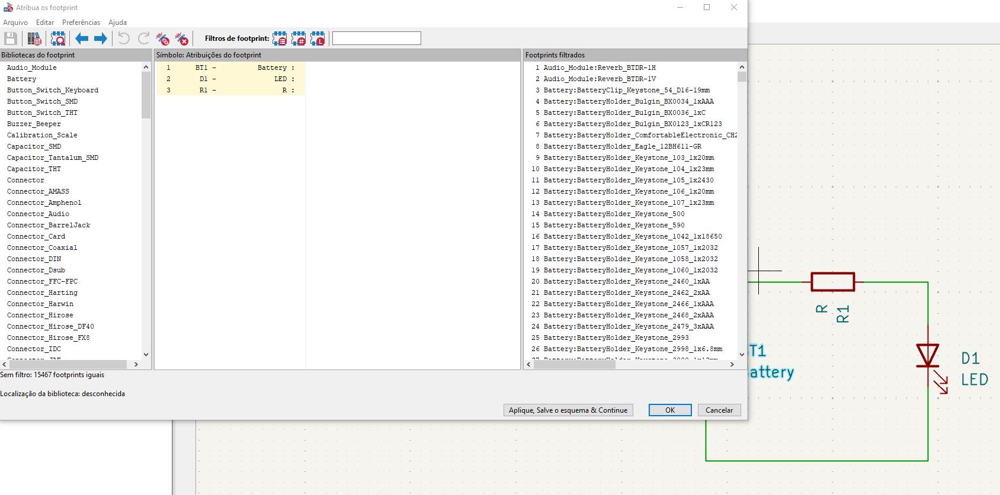 Atribua os footprint
Arquivo Editar Preferências Ajuda
Filtros de footprint:
Bibliotecas do footprint
Audio_Module
Battery
Button_Switch_Keyboard
Button_Switch_SMD
Button_Switch_THT
Buzzer_Beeper
Calibration_Scale
Capacitor_SMD
Capacitor_Tantalum_SMD
Capacitor_THT
Connector
Connector_AMASS
Connector_Amphenol
Connector_Audio
Connector_BarrelJack
Connector_Card
Connector_Coaxial
Connector_DIN
Connector_Dsub
Connector_FFC-FPC
Connector_Harting
Connector_Harwin
Connector_Hirose
Connector_Hirose_DF40
Connector_Hirose_FX8
Connector_IDC
Símbolo: Atribuições do footprint
1 BT1 - Battery :
2 D1 - LED :
3 R1 - R :
Footprints filtrados
1 Audio_Module:Reverb_BTDR-1H
2 Audio_Module:Reverb_BTDR-1V
3 Battery:BatteryClip_Keystone_54_D16-19mm
4 Battery:BatteryHolder_Bulgin_BX0034_1xAAA
5 Battery:BatteryHolder_Bulgin_BX0036_1xC
6 Battery:BatteryHolder_Bulgin_BX0123_1xCR123
7 Battery:BatteryHolder_ComfortableElectronic_CH2
8 Battery:BatteryHolder_Eagle_12BH611-GR
9 Battery:BatteryHolder_Keystone_103_1x20mm
10 Battery:BatteryHolder_Keystone_104_1x23mm
11 Battery:BatteryHolder_Keystone_105_1x2430
12 Battery:BatteryHolder_Keystone_106_1x20mm
13 Battery:BatteryHolder_Keystone_107_1x23mm
14 Battery:BatteryHolder_Keystone_500
15 Battery:BatteryHolder_Keystone_590
16 Battery:BatteryHolder_Keystone_1042_1x18650
17 Battery:BatteryHolder_Keystone_1057_1x2032
18 Battery:BatteryHolder_Keystone_1058_1x2032
19 Battery:BatteryHolder_Keystone_1060_1x2032
20 Battery:BatteryHolder_Keystone_2460_1xAA
21 Battery:BatteryHolder_Keystone_2462_2xAA
22 Battery:BatteryHolder_Keystone_2466_1xAAA
23 Battery:BatteryHolder_Keystone_2468_2xAAA
24 Battery:BatteryHolder_Keystone_2479_3xAAA
25 Battery:BatteryHolder_Keystone_2993
26 Battery:BatteryHolder_Keystone_2998_1x6.8mm
Sem filtro: 15467 footprints iguais
Localização da biblioteca: desconhecida
Aplique, Salve o esquema & Continue
OK
Cancelar
R
R1
T1
attery
D1
LED